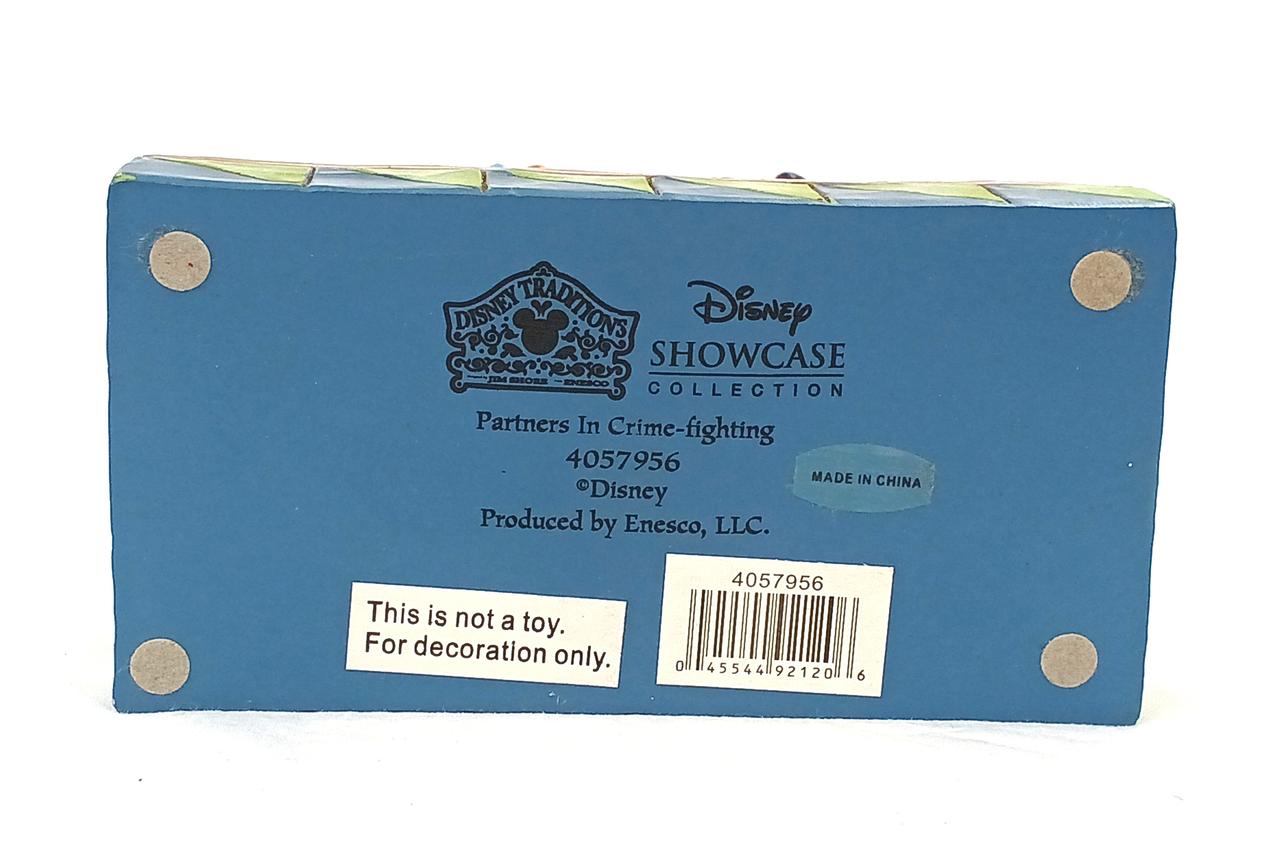 DISNEY TRADITIONS
JIM SHORE
ENESCO
Disney
SHOWCASE
COLLECTION
Partners In Crime-fighting
4057956
©Disney
Produced by Enesco, LLC.
MADE IN CHINA
This is not a toy.
For decoration only.
4057956
0 45544 92120 6